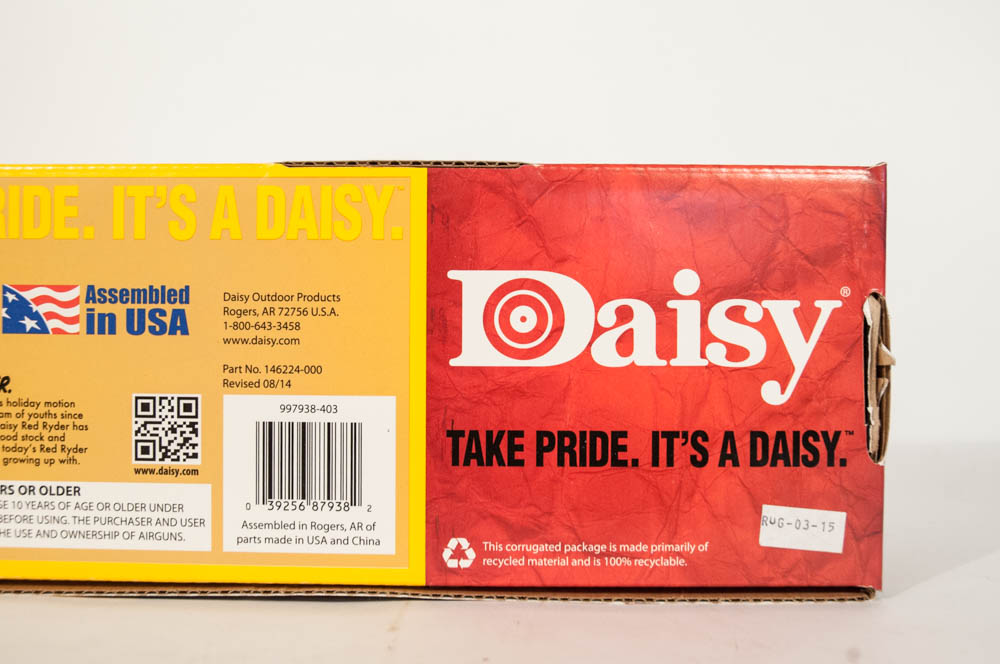 RIDE. IT'S A DAISY.™
Assembled
in USA
Daisy Outdoor Products
Rogers, AR 72756 U.S.A.
1-800-643-3458
www.daisy.com
Part No. 146224-000
Revised 08/14
R.
s holiday motion
am of youths since
aisy Red Ryder has
ood stock and
today's Red Ryder
growing up with.
www.daisy.com
997938-403
0 39256 87938 2
Assembled in Rogers, AR of
parts made in USA and China
RS OR OLDER
SE 10 YEARS OF AGE OR OLDER UNDER
BEFORE USING. THE PURCHASER AND USER
HE USE AND OWNERSHIP OF AIRGUNS.
Daisy®
TAKE PRIDE. IT'S A DAISY.™
This corrugated package is made primarily of
recycled material and is 100% recyclable.
-03-15